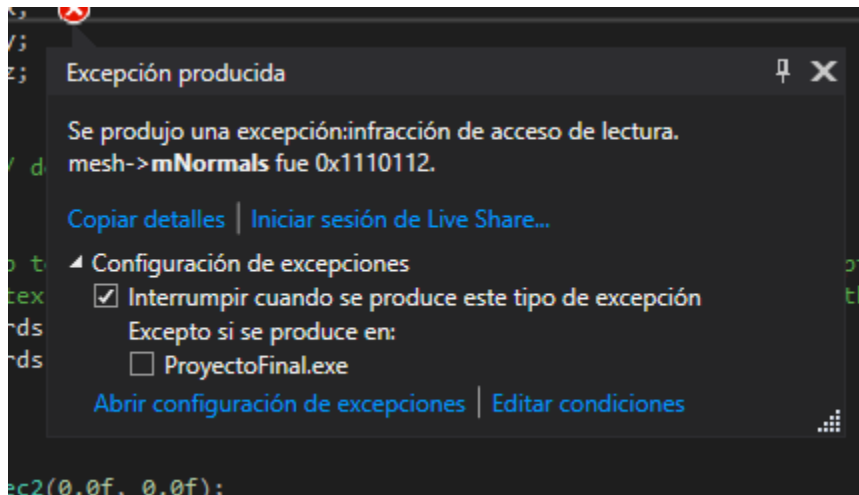 y;
z;
Excepción producida
Se produjo una excepción:infracción de acceso de lectura.
mesh->mNormals fue 0x1110112.
Copiar detalles | Iniciar sesión de Live Share...
Configuración de excepciones
Interrumpir cuando se produce este tipo de excepción
Excepto si se produce en:
ProyectoFinal.exe
Abrir configuración de excepciones | Editar condiciones
ec2(0.0f, 0.0f);